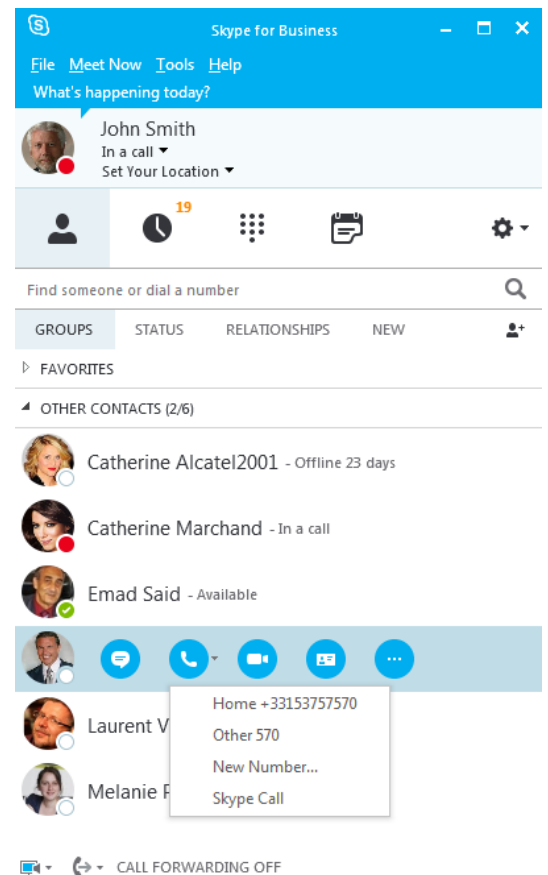 Skype for Business
File Meet Now Tools Help
What's happening today?
John Smith
In a call
Set Your Location
19
Find someone or dial a number
GROUPS STATUS RELATIONSHIPS NEW
FAVORITES
OTHER CONTACTS (2/6)
Catherine Alcatel2001 - Offline 23 days
Catherine Marchand - In a call
Emad Said - Available
Home +33153757570
Laurent V
Other 570
New Number...
Melanie
Skype Call
CALL FORWARDING OFF